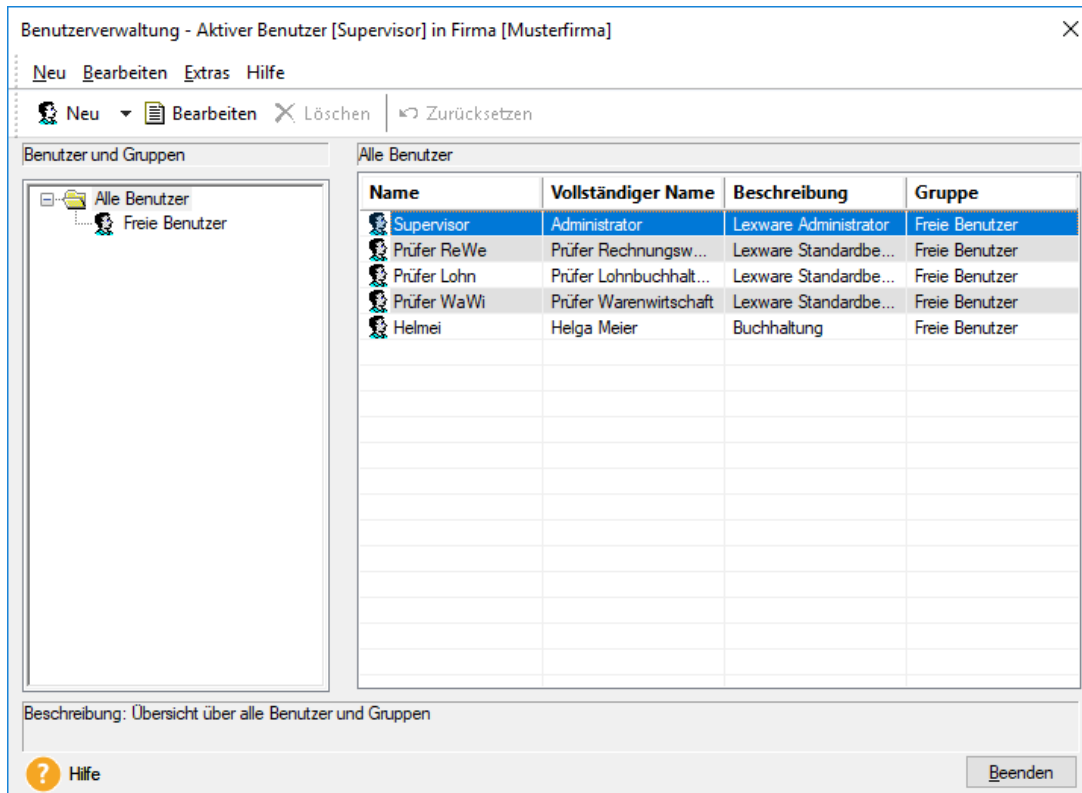 Benutzerverwaltung - Aktiver Benutzer [Supervisor] in Firma [Musterfirma]
Neu Bearbeiten Extras Hilfe
Neu Bearbeiten Löschen Zurücksetzen
Benutzer und Gruppen
Alle Benutzer
Freie Benutzer
Alle Benutzer
Name Vollständiger Name Beschreibung Gruppe
Supervisor Administrator Lexware Administrator Freie Benutzer
Prüfer ReWe Prüfer Rechnungsw... Lexware Standardbe... Freie Benutzer
Prüfer Lohn Prüfer Lohnbuchhalt... Lexware Standardbe... Freie Benutzer
Prüfer WaWi Prüfer Warenwirtschaft Lexware Standardbe... Freie Benutzer
Helmei Helga Meier Buchhaltung Freie Benutzer
Beschreibung: Übersicht über alle Benutzer und Gruppen
? Hilfe
Beenden